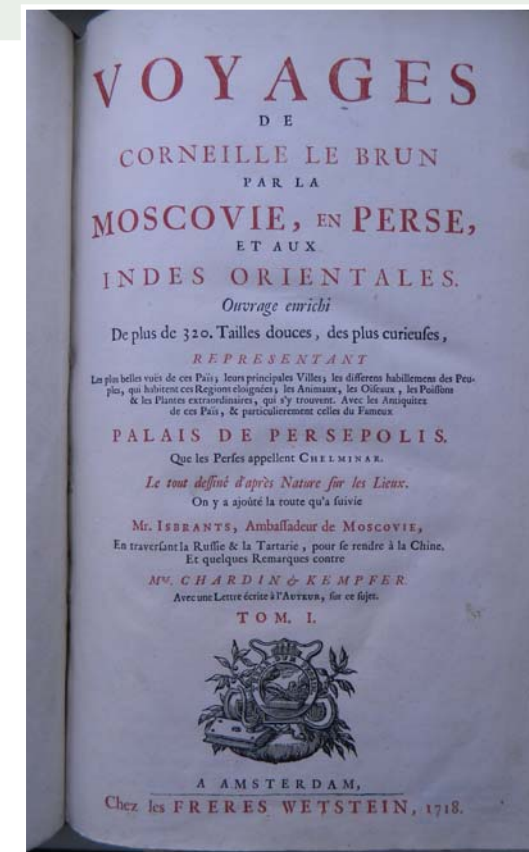 VOYAGES
DE
CORNEILLE LE BRUN
PAR LA
MOSCOVIE, EN PERSE,
ET AUX
INDES ORIENTALES.
Ouvrage enrichi
De plus de 320. Tailles douces, des plus curieuſes,
REPRESENTANT
Les plus belles vuës de ces Païs; leurs principales Villes; les differens habillemens des Peu-
ples, qui habitent ces Regions eloignées; les Animaux, les Oiſeaux, les Poiſſons
& les Plantes extraordinaires, qui s'y trouvent. Avec les Antiquitez
de ces Païs, & particulierement celles du Fameux
PALAIS DE PERSEPOLIS.
Que les Perſes appellent CHELMINAR.
Le tout deſſiné d'après Nature ſur les Lieux.
On y a ajoûté la route qu'a ſuivie
Mr. ISBRANTS, Ambaſſadeur de MOSCOVIE,
En traverſant la Ruſſie & la Tartarie, pour ſe rendre à la Chine.
Et quelques Remarques contre
Mrs. CHARDIN & KEMPFER.
Avec une Lettre écrite à l'AUTEUR, ſur ce ſujet.
TOM. I.
A AMSTERDAM,
Chez les FRERES WETSTEIN, 1718.